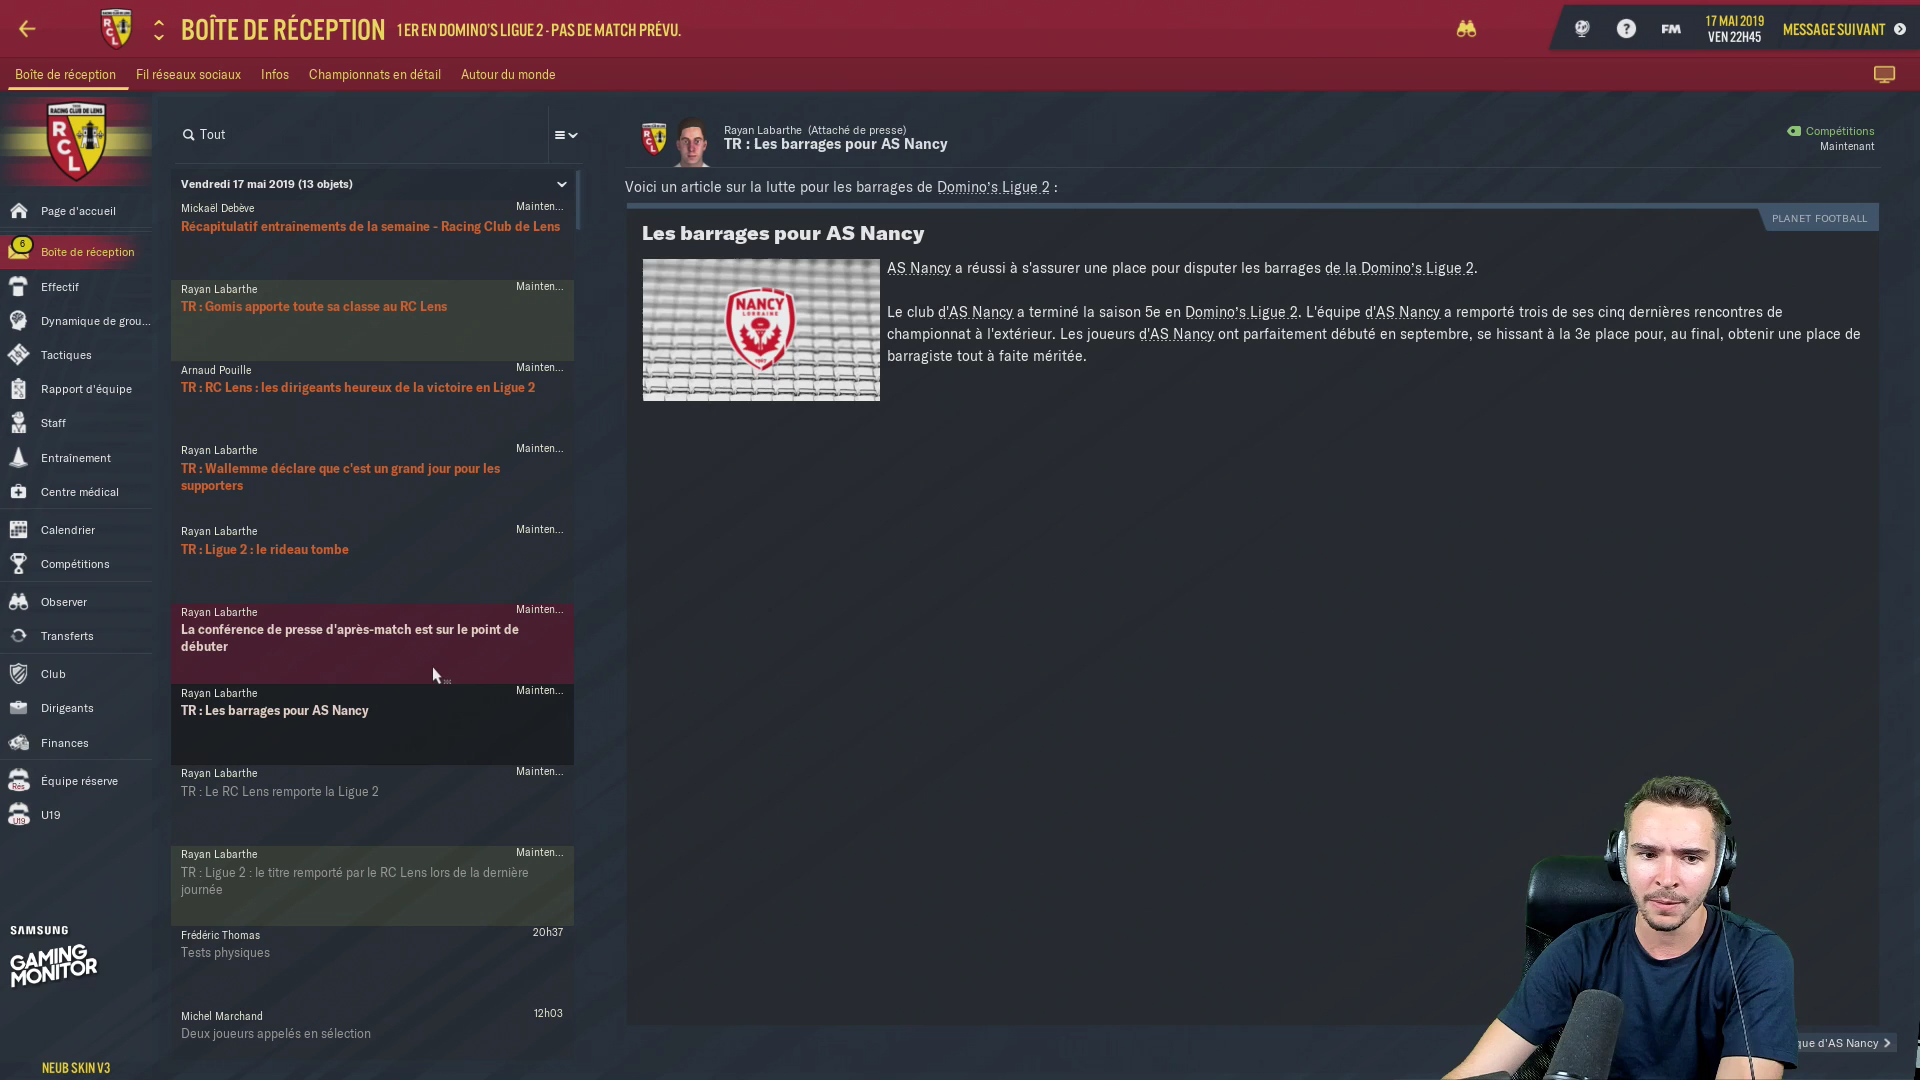 BOÎTE DE RÉCEPTION
1ER EN DOMINO'S LIGUE 2 - PAS DE MATCH PRÉVU.
FM
17 MAI 2019
VEN 22H45
MESSAGE SUIVANT
Boîte de réception
Fil réseaux sociaux
Infos
Championnats en détail
Autour du monde
RACING CLUB DE LENS
RCL
Page d'accueil
6
Boîte de réception
Effectif
Dynamique de grou...
Tactiques
Rapport d'équipe
Staff
Entraînement
Centre médical
Calendrier
Compétitions
Observer
Transferts
Club
Dirigeants
Finances
Rés
Équipe réserve
U19
U19
SAMSUNG
GAMING
MONITOR
NEUB SKIN V3
Tout
Vendredi 17 mai 2019 (13 objets)
Mickaël Debève
Mainten...
Récapitulatif entraînements de la semaine - Racing Club de Lens
Rayan Labarthe
Mainten...
TR : Gomis apporte toute sa classe au RC Lens
Arnaud Pouille
Mainten...
TR : RC Lens : les dirigeants heureux de la victoire en Ligue 2
Rayan Labarthe
Mainten...
TR : Wallemme déclare que c'est un grand jour pour les
supporters
Rayan Labarthe
Mainten...
TR : Ligue 2 : le rideau tombe
Rayan Labarthe
Mainten...
La conférence de presse d'après-match est sur le point de
débuter
Rayan Labarthe
Mainten...
TR : Les barrages pour AS Nancy
Rayan Labarthe
Mainten...
TR : Le RC Lens remporte la Ligue 2
Rayan Labarthe
Mainten...
TR : Ligue 2 : le titre remporté par le RC Lens lors de la dernière
journée
Frédéric Thomas
20h37
Tests physiques
Michel Marchand
12h03
Deux joueurs appelés en sélection
Rayan Labarthe (Attaché de presse)
TR : Les barrages pour AS Nancy
Compétitions
Maintenant
Voici un article sur la lutte pour les barrages de Domino's Ligue 2 :
PLANET FOOTBALL
Les barrages pour AS Nancy
NANCY
LORRAINE
1967
AS Nancy a réussi à s'assurer une place pour disputer les barrages de la Domino's Ligue 2.
Le club d'AS Nancy a terminé la saison 5e en Domino's Ligue 2. L'équipe d'AS Nancy a remporté trois de ses cinq dernières rencontres de
championnat à l'extérieur. Les joueurs d'AS Nancy ont parfaitement débuté en septembre, se hissant à la 3e place pour, au final, obtenir une place de
barragiste tout à faite méritée.
que d'AS Nancy